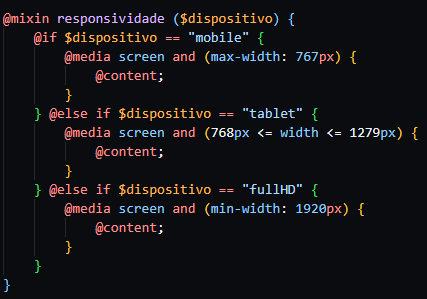 @mixin responsividade ($dispositivo) {
    @if $dispositivo == "mobile" {
        @media screen and (max-width: 767px) {
            @content;
        }
    } @else if $dispositivo == "tablet" {
        @media screen and (768px <= width <= 1279px) {
            @content;
        }
    } @else if $dispositivo == "fullHD" {
        @media screen and (min-width: 1920px) {
            @content;
        }
    }
}